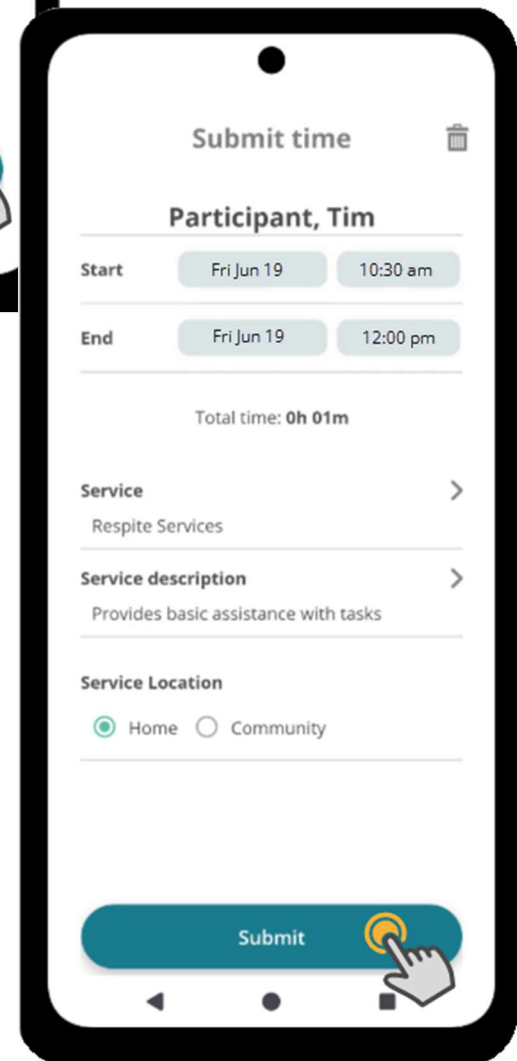 Submit time
Participant, Tim
Start Fri Jun 19 10:30 am
End Fri Jun 19 12:00 pm
Total time: 0h 01m
Service
Respite Services
Service description
Provides basic assistance with tasks
Service Location
Home Community
Submit